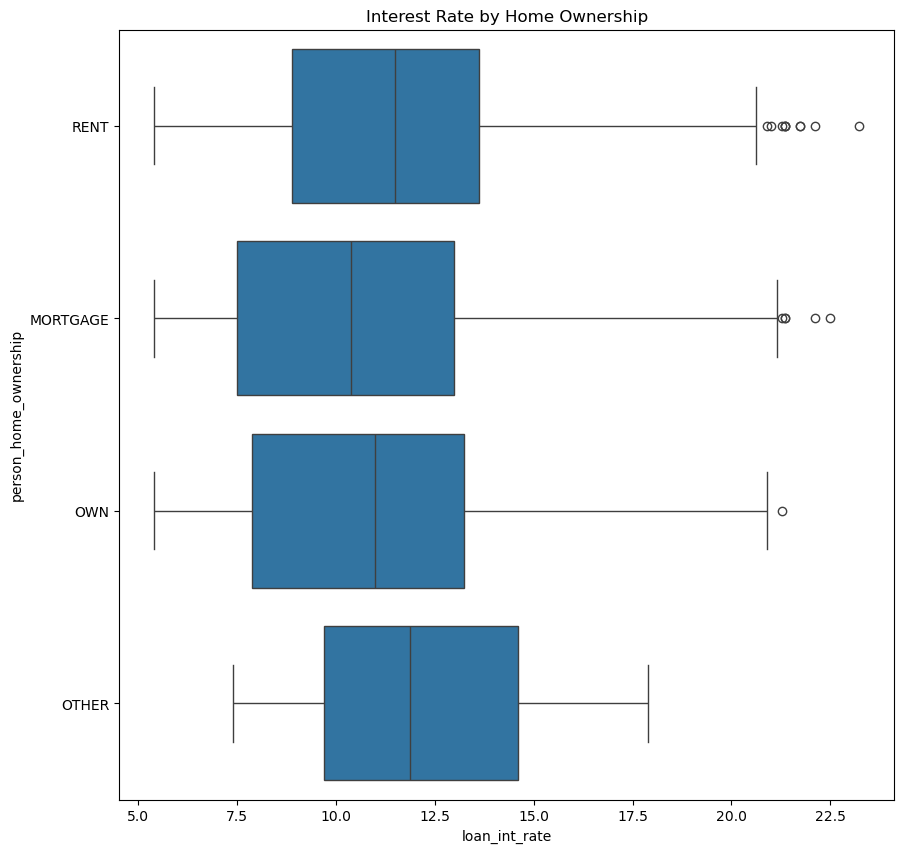 Interest Rate by Home Ownership
RENT
MORTGAGE
OWN
OTHER
person_home_ownership
5.0 7.5 10.0 12.5 15.0 17.5 20.0 22.5
loan_int_rate